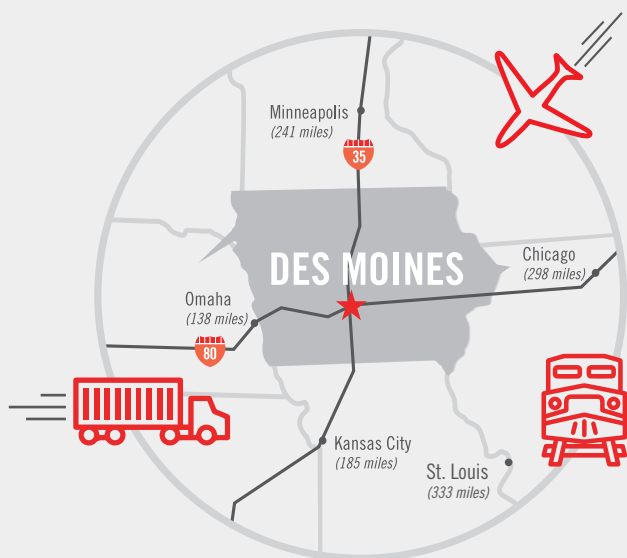 Minneapolis
(241 miles)
35
DES MOINES
Chicago
(298 miles)
Omaha
(138 miles)
80
Kansas City
(185 miles)
St. Louis
(333 miles)